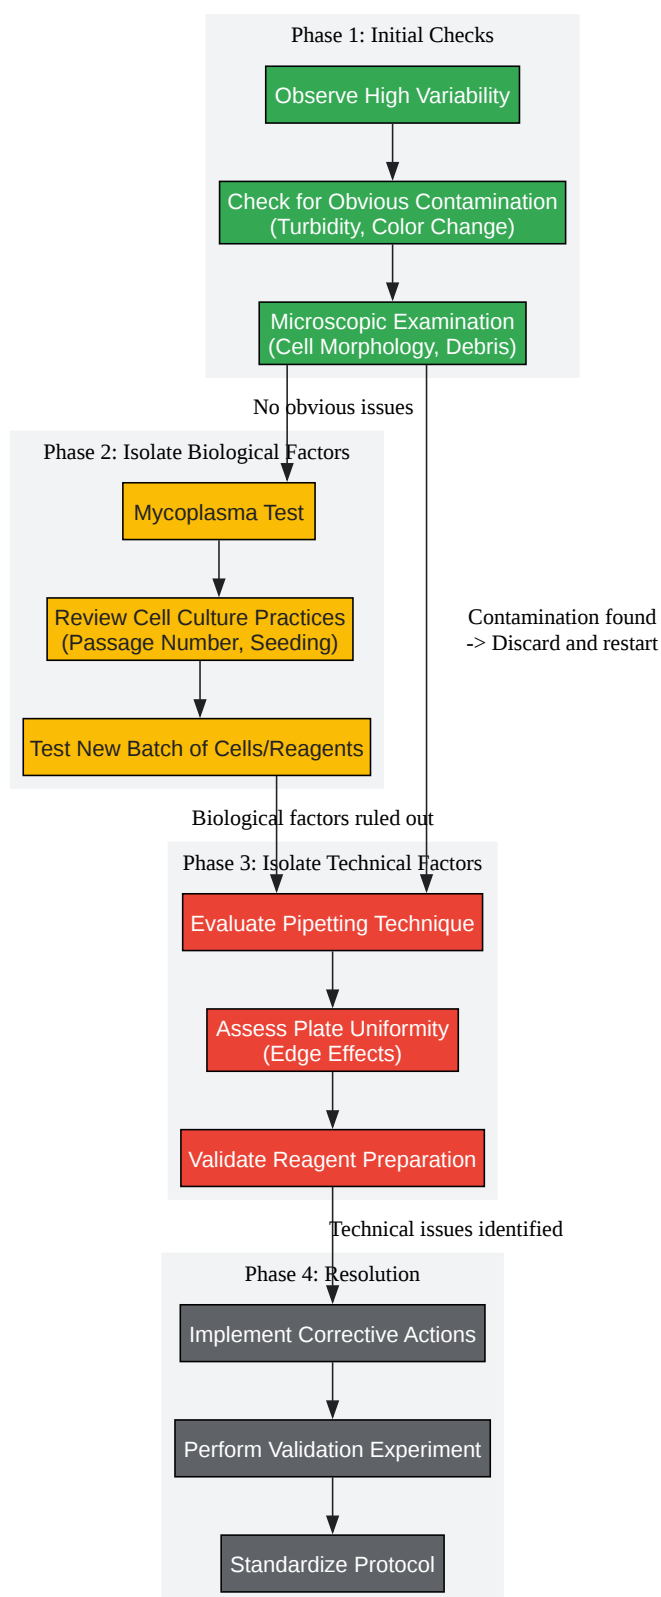 Phase 1: Initial Checks
Observe High Variability
Check for Obvious Contamination
(Turbidity, Color Change)
Microscopic Examination
(Cell Morphology, Debris)
No obvious issues
Phase 2: Isolate Biological Factors
Mycoplasma Test
Review Cell Culture Practices
(Passage Number, Seeding)
Contamination found
-> Discard and restart
Test New Batch of Cells/Reagents
Biological factors ruled out
Phase 3: Isolate Technical Factors
Evaluate Pipetting Technique
Assess Plate Uniformity
(Edge Effects)
Validate Reagent Preparation
Technical issues identified
Phase 4: Resolution
Implement Corrective Actions
Perform Validation Experiment
Standardize Protocol